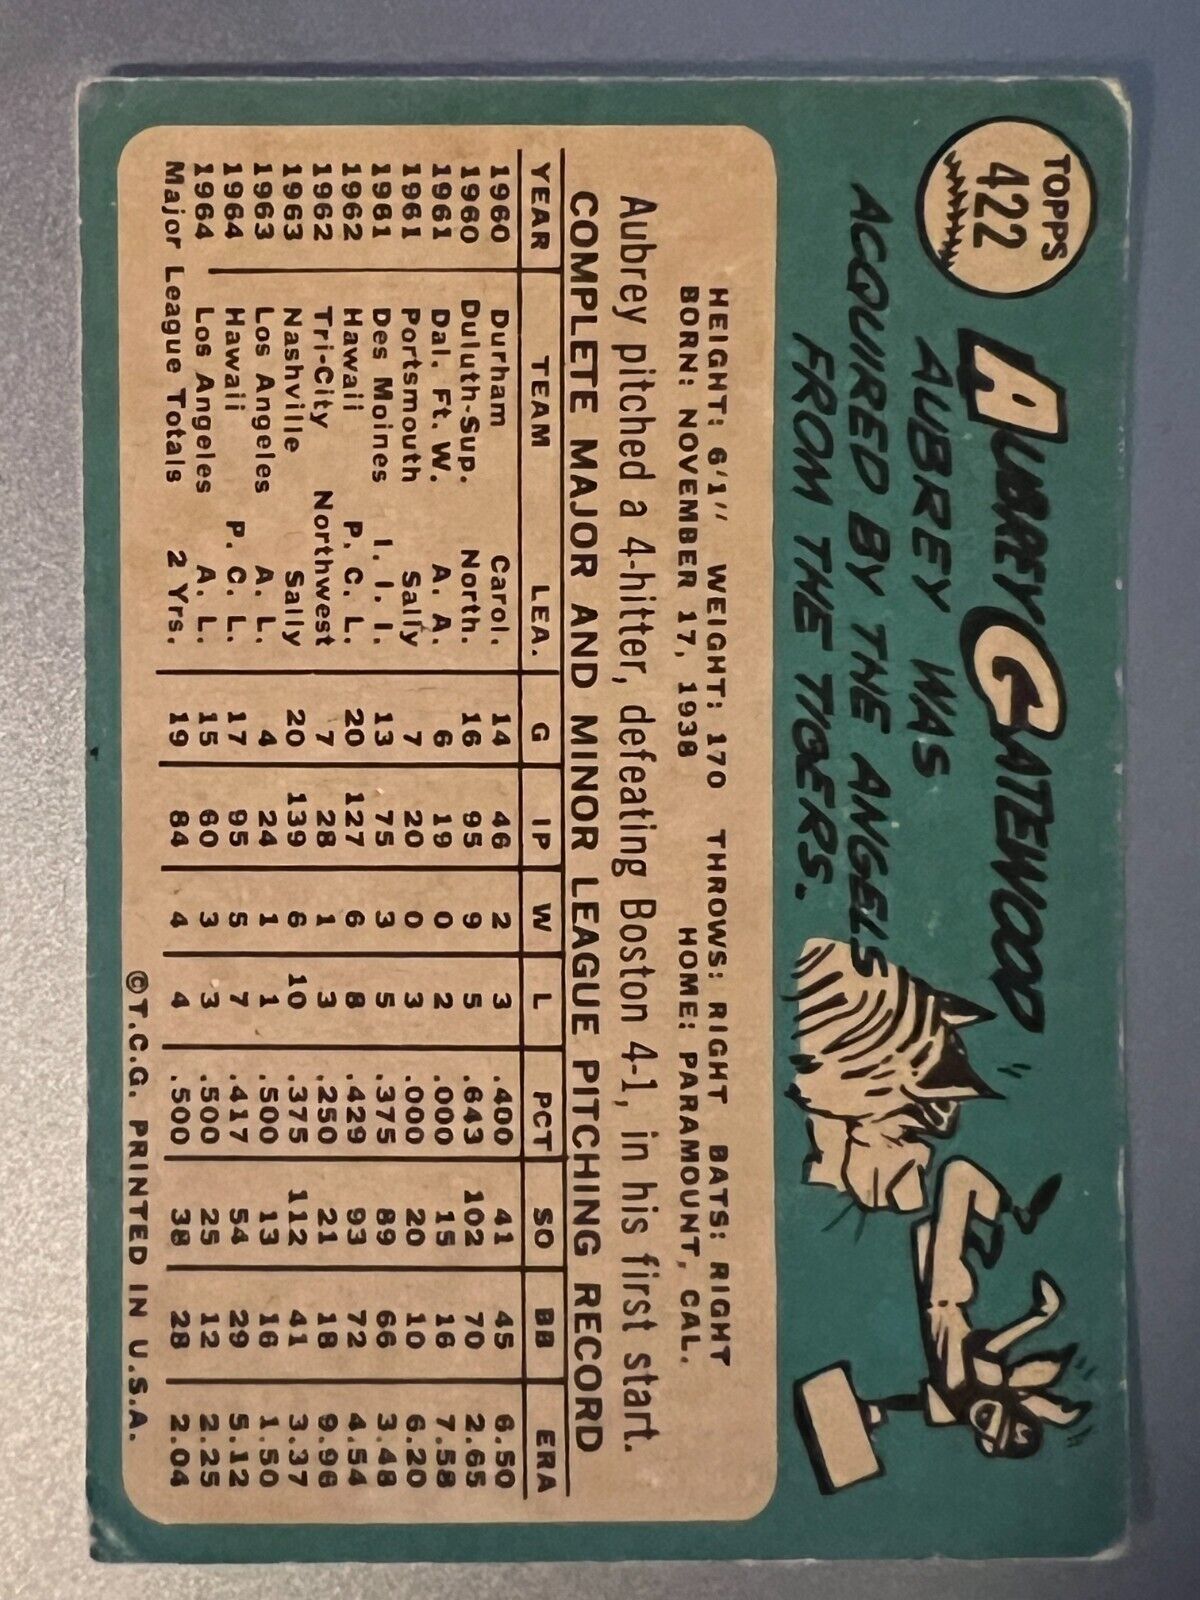 TOPPS
422
AUBREY GATEWOOD
AUBREY WAS
ACQUIRED BY THE ANGELS
FROM THE TIGERS.
HEIGHT: 6'1" WEIGHT: 170 THROWS: RIGHT BATS: RIGHT
BORN: NOVEMBER 17, 1938 HOME: PARAMOUNT, CAL.
Aubrey pitched a 4-hitter, defeating Boston 4-1, in his first start.
COMPLETE MAJOR AND MINOR LEAGUE PITCHING RECORD
YEAR TEAM LEA. G IP W L PCT SO BB ERA
1960 Durham Carol. 14 46 2 3 .400 41 45 6.50
1960 Duluth-Sup. North. 16 95 9 5 .643 102 70 2.65
1961 Dal. Ft. W. A. A. 6 19 0 2 .000 15 16 7.58
1961 Portsmouth Sally 7 20 0 3 .000 20 10 6.20
1961 Des Moines I. I. I. 13 75 3 5 .375 89 66 3.48
1962 Hawaii P. C. L. 20 127 6 8 .429 93 72 4.54
1962 Tri-City Northwest 7 28 1 3 .250 21 18 9.96
1963 Nashville Sally 20 139 6 10 .375 112 41 3.37
1963 Los Angeles A. L. 4 24 1 1 .500 13 16 1.50
1964 Hawaii P. C. L. 17 95 5 7 .417 54 29 5.12
1964 Los Angeles A. L. 15 60 3 3 .500 25 12 2.25
Major League Totals 2 Yrs. 19 84 4 4 .500 38 28 2.04
©T.C.G. PRINTED IN U.S.A.